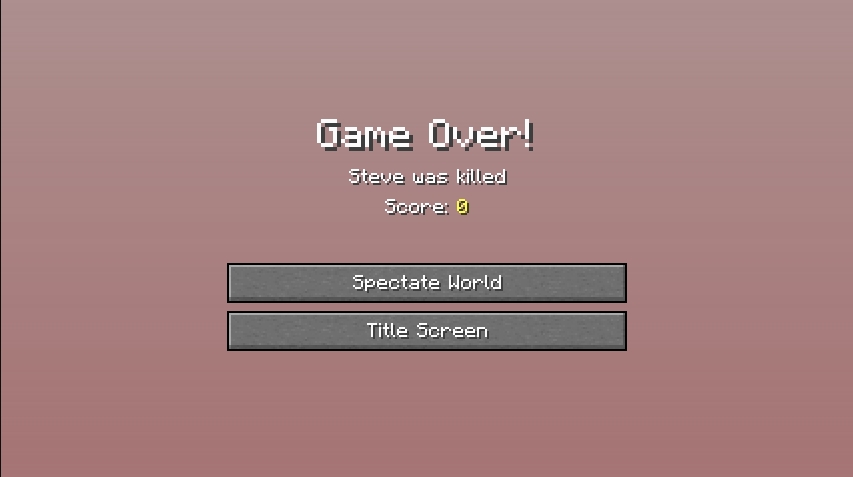 Game Over!
Steve was killed
Score: 0
Spectate World
Title Screen